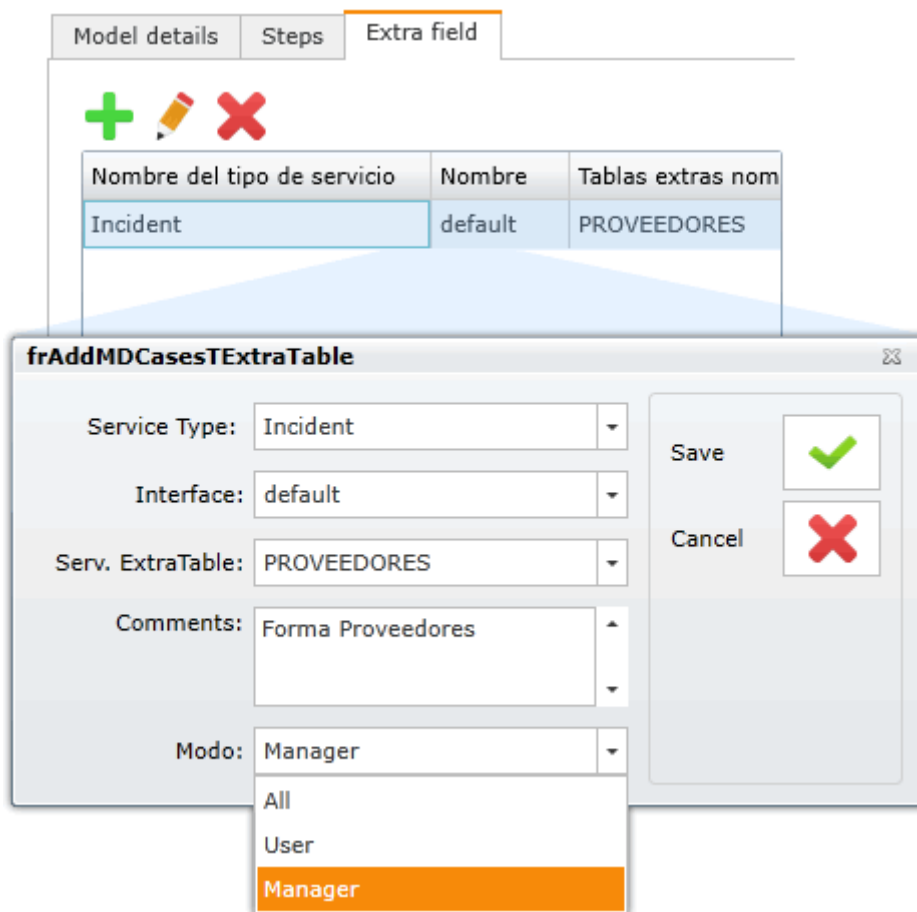 Model details Steps Extra field
Nombre del tipo de servicio Nombre Tablas extras nom
Incident default PROVEEDORES
frAddMDCasesTExtraTable
Service Type: Incident
Save
Interface: default
Cancel
Serv. ExtraTable: PROVEEDORES
Comments: Forma Proveedores
Modo: Manager
All
User
Manager